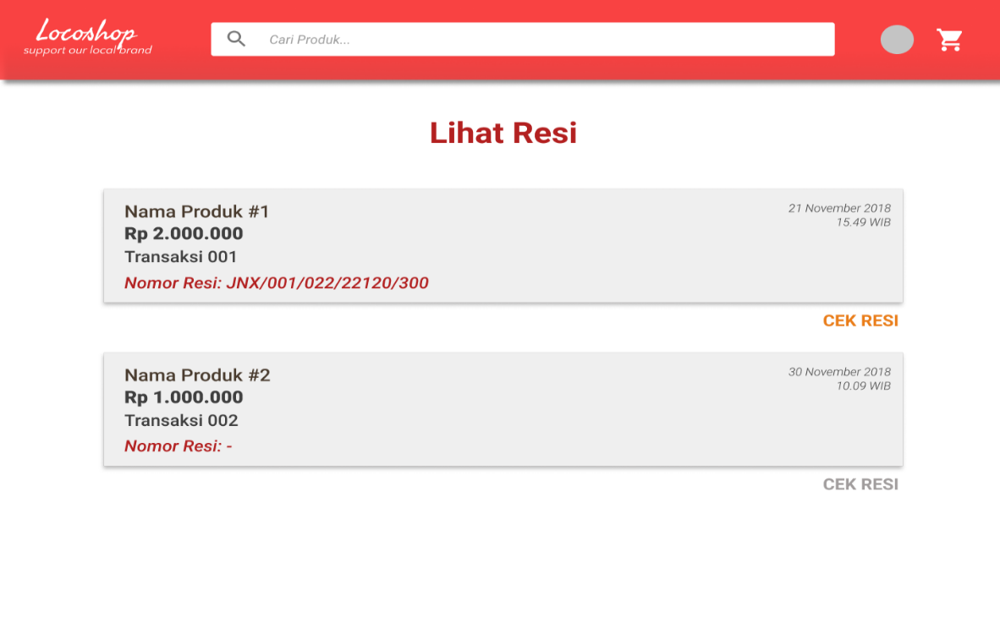 Locoshop
support our local brand
Cari Produk...
Lihat Resi
Nama Produk #1
21 November 2018
Rp 2.000.000
15.49 WIB
Transaksi 001
Nomor Resi: JNX/001/022/22120/300
CEK RESI
Nama Produk #2
30 November 2018
Rp 1.000.000
10.09 WIB
Transaksi 002
Nomor Resi: -
CEK RESI